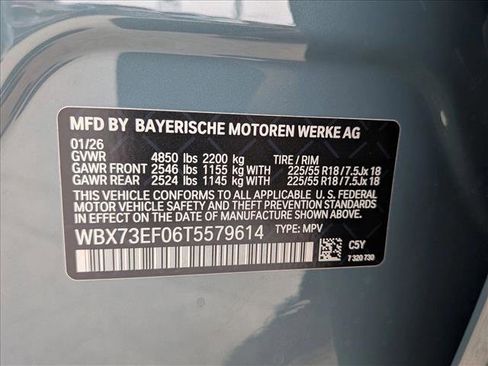 MFD BY BAYERISCHE MOTOREN WERKE AG
01/26
GVWR 4850 lbs 2200 kg TIRE / RIM
GAWR FRONT 2546 lbs 1155 kg 225/55 R18/7.5Jx18
GAWR REAR 2524 lbs 1145 kg 225/55 R18/7.5Jx18
THIS VEHICLE CONFORMS TO ALL APPLICABLE U.S. FEDERAL
MOTOR VEHICLE SAFETY AND THEFT PREVENTION STANDARDS
IN EFFECT ON THE DATE OF MANUFACTURE SHOWN ABOVE.
WBX73EF06T5579614 TYPE: MPV
C5Y
7 320 730